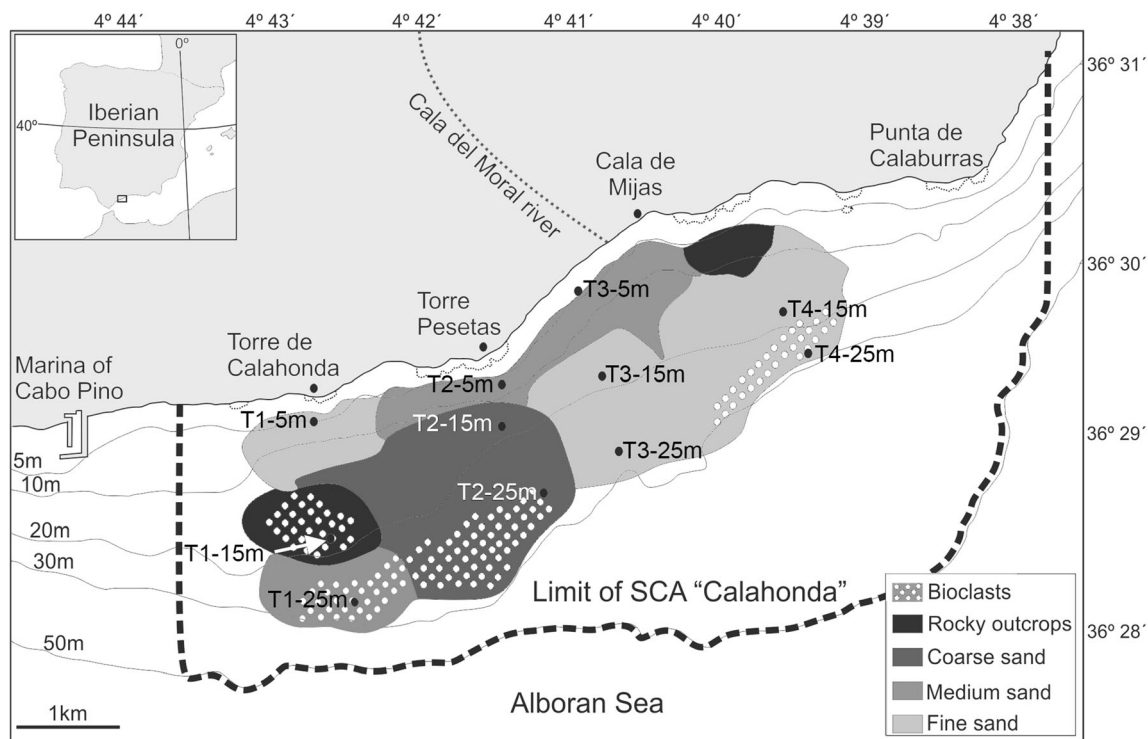 4º 44´
4º 43´
4º 42´
4º 41´
4º 40´
4º 39´
4º 38´
0º
40º
Iberian
Peninsula
36º 31´
36º 30´
36º 29´
36º 28´
Cala del Moral river
Punta de
Calaburras
Cala de
Mijas
Torre
Pesetas
Torre de
Calahonda
Marina of
Cabo Pino
T3-5m
T4-15m
T4-25m
T2-5m
T3-15m
T1-5m
T2-15m
T3-25m
T2-25m
T1-15m
T1-25m
5m
10m
20m
30m
50m
Limit of SCA “Calahonda”
Alboran Sea
1km
Bioclasts
Rocky outcrops
Coarse sand
Medium sand
Fine sand